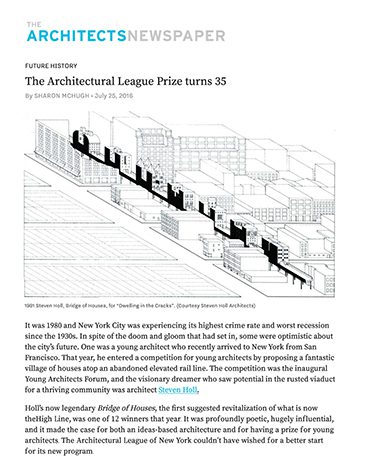 THE
ARCHITECTSNEWSPAPER
FUTURE HISTORY
The Architectural League Prize turns 35
By SHARON MCHUGH • July 25, 2016
1981 Steven Holl, Bridge of Houses, for "Dwelling in the Cracks". (Courtesy Steven Holl Architects)
It was 1980 and New York City was experiencing its highest crime rate and worst recession
since the 1930s. In spite of the doom and gloom that had set in, some were optimistic about
the city's future. One was a young architect who recently arrived to New York from San
Francisco. That year, he entered a competition for young architects by proposing a fantastic
village of houses atop an abandoned elevated rail line. The competition was the inaugural
Young Architects Forum, and the visionary dreamer who saw potential in the rusted viaduct
for a thriving community was architect Steven Holl.
Holl's now legendary Bridge of Houses, the first suggested revitalization of what is now
theHigh Line, was one of 12 winners that year. It was profoundly poetic, hugely influential,
and it made the case for both an ideas-based architecture and for having a prize for young
architects. The Architectural League of New York couldn't have wished for a better start
for its new program